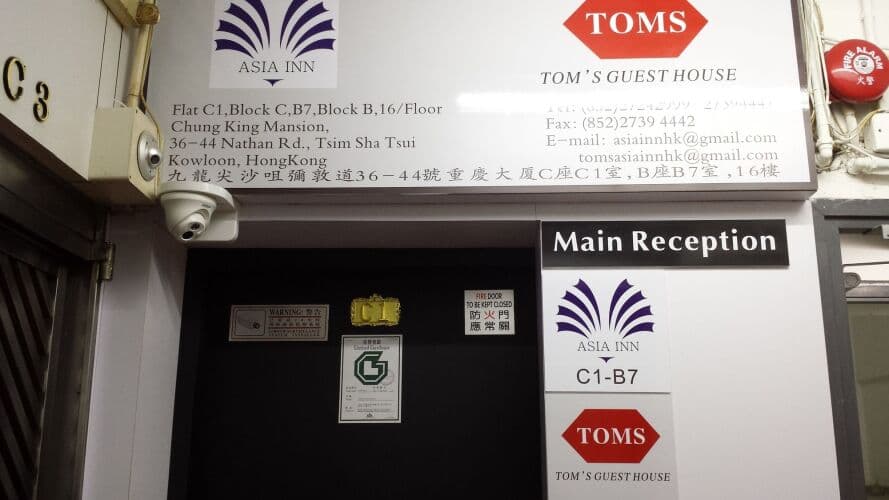 C3
ASIA INN
TOMS
TOM'S GUEST HOUSE
Flat C1,Block C,B7,Block B,16/Floor
Chung King Mansion,
36-44 Nathan Rd., Tsim Sha Tsui
Kowloon, HongKong
Tel: (852)27242999
Fax: (852)2739 4442
E-mail: asiainnhk@gmail.com
tomsasiainnhk@gmail.com
九龍尖沙咀彌敦道36-44號重慶大厦C座C1室,B座B7室,16樓
FIRE ALARM
火警
Main Reception
ASIA INN
C1-B7
TOMS
TOM'S GUEST HOUSE
WARNING: 警告
C1
FIRE DOOR
TO BE KEPT CLOSED
防火門
應常關